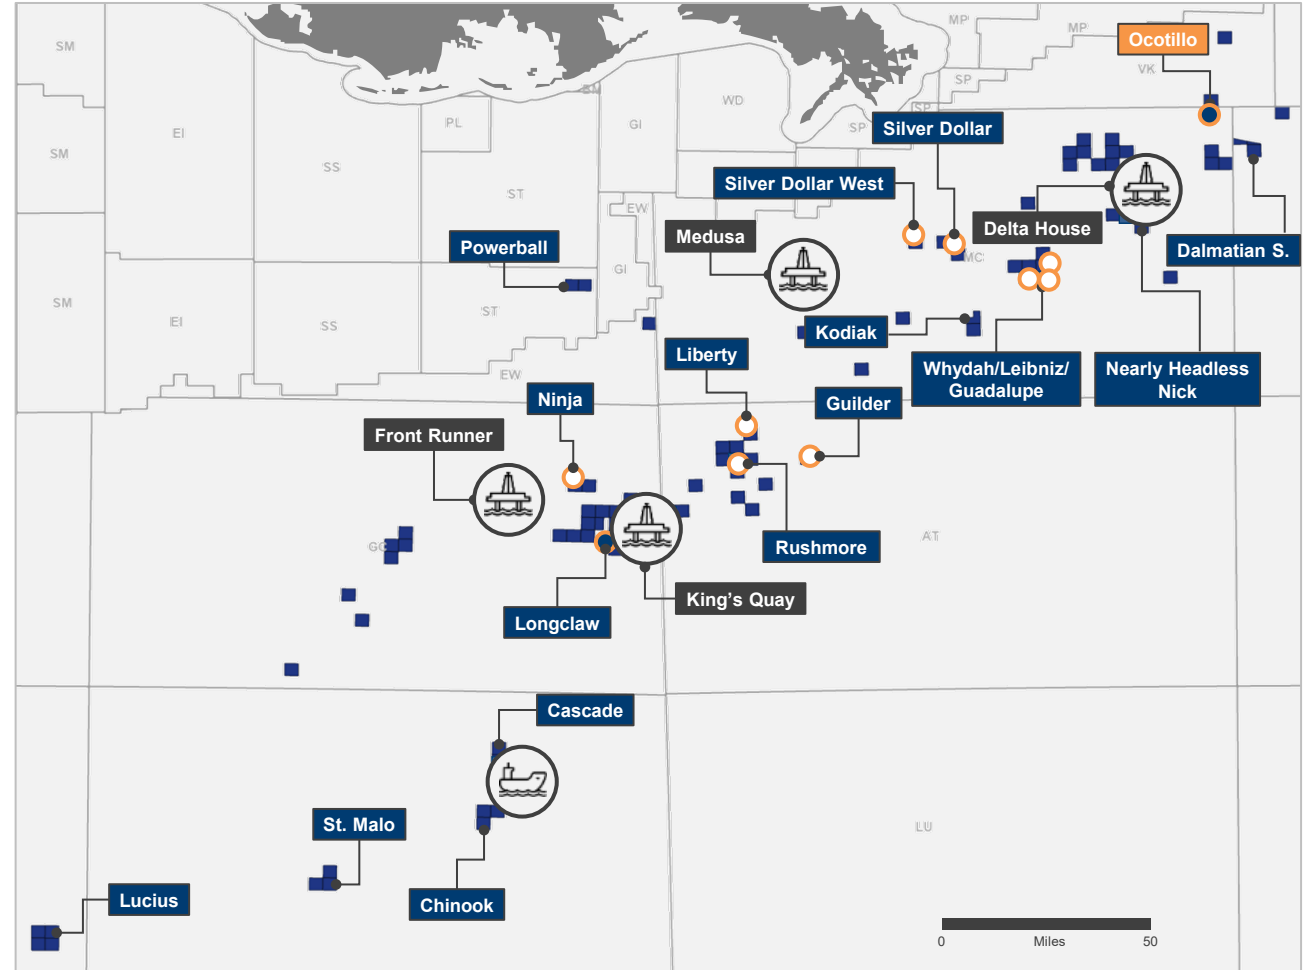 SM
MP
MP
Ocotillo
VK
SP
BM
WD
SP
PL
GI
SP
EI
SM
SS
Silver Dollar
Silver Dollar West
ST
EW
Medusa
Delta House
Powerball
Dalmatian S.
MC
GI
SM
EI
SS
ST
Kodiak
Liberty
EW
Whydah/Leibniz/
Guadalupe
Nearly Headless
Nick
Ninja
Guilder
Front Runner
GC
Rushmore
AT
King's Quay
Longclaw
Cascade
St. Malo
LU
Lucius
Chinook
0
Miles
50